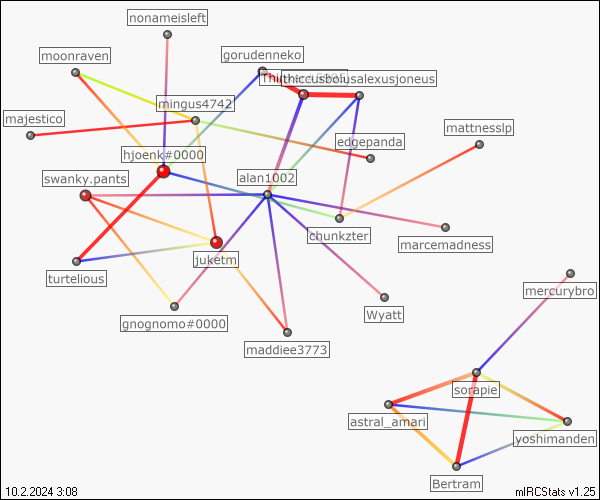 nonameisleft
moonraven
gorudenneko
thaccusbolusalexusjoneus
mingus4742
majestico
mattnesslp
edgepanda
hjoenk#0000
swanky.pants
alan1002
chunkzter
marcemadness
juketm
turtelious
mercurybro
Wyatt
gnognomo#0000
maddiee3773
sorapie
astral_amari
yoshimanden
Bertram
10.2.2024 3:08
mIRCStats v1.25